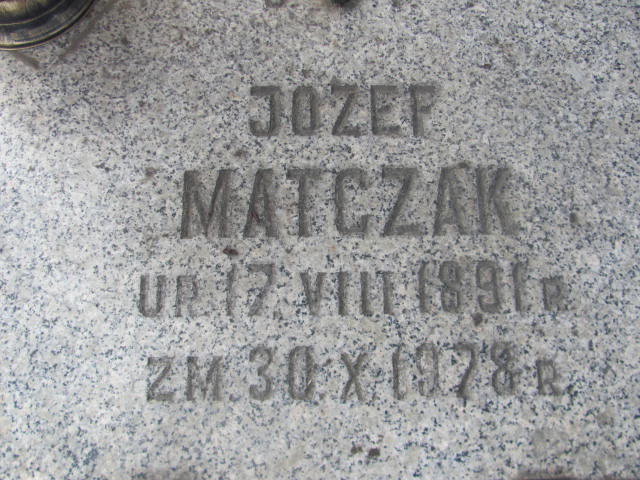 JOZEF
MATCZAK
UR. 17. VIII 1891 R.
ZM. 30. X. 1978 R.